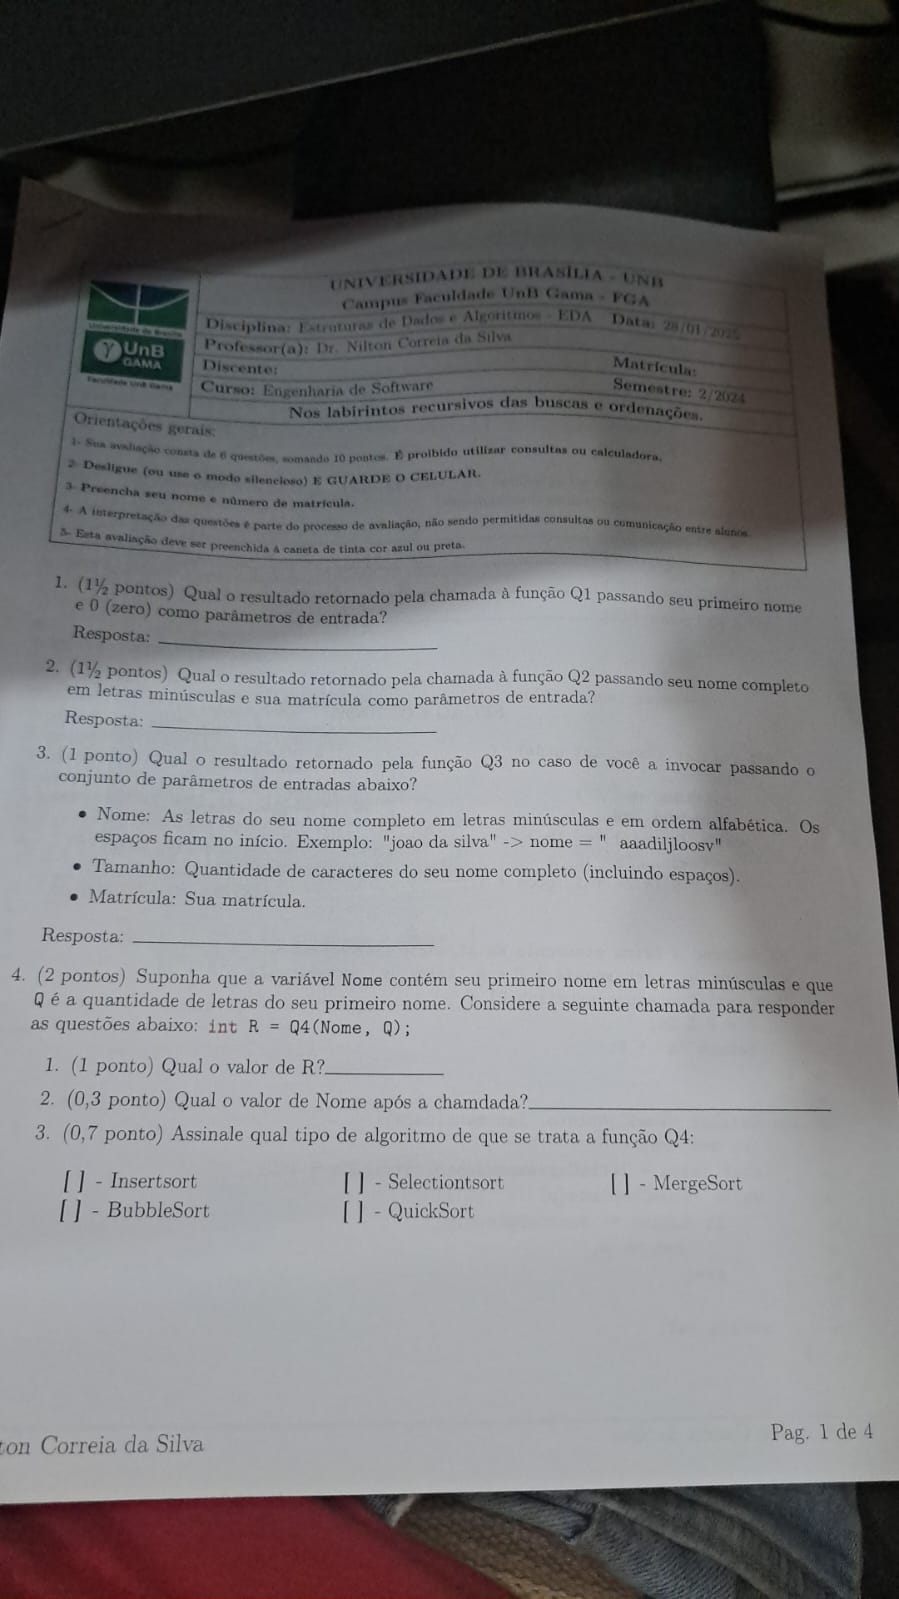 UNIVERSIDADE DE BRASÍLIA - UNB
Campus Faculdade UnB Gama - FGA
Disciplina: Estruturas de Dados e Algoritmos - EDA Data: 28/01/2025
Universidade de Brasília
UnB
GAMA
Faculdade UnB Gama
Professor(a): Dr. Nilton Correia da Silva
Discente: Matrícula:
Curso: Engenharia de Software Semestre: 2/2024
Nos labirintos recursivos das buscas e ordenações.
Orientações gerais:
1- Sua avaliação consta de 6 questões, somando 10 pontos. É proibido utilizar consultas ou calculadora.
2- Desligue (ou use o modo silencioso) E GUARDE O CELULAR.
3- Preencha seu nome e número de matrícula.
4- A interpretação das questões é parte do processo de avaliação, não sendo permitidas consultas ou comunicação entre alunos.
5- Esta avaliação deve ser preenchida à caneta de tinta cor azul ou preta.
1. (1½ pontos) Qual o resultado retornado pela chamada à função Q1 passando seu primeiro nome
e 0 (zero) como parâmetros de entrada?
Resposta:
2. (1½ pontos) Qual o resultado retornado pela chamada à função Q2 passando seu nome completo
em letras minúsculas e sua matrícula como parâmetros de entrada?
Resposta:
3. (1 ponto) Qual o resultado retornado pela função Q3 no caso de você a invocar passando o
conjunto de parâmetros de entradas abaixo?
• Nome: As letras do seu nome completo em letras minúsculas e em ordem alfabética. Os
espaços ficam no início. Exemplo: "joao da silva" -> nome = "  aaadiljloosv"
• Tamanho: Quantidade de caracteres do seu nome completo (incluindo espaços).
• Matrícula: Sua matrícula.
Resposta:
4. (2 pontos) Suponha que a variável Nome contém seu primeiro nome em letras minúsculas e que
Q é a quantidade de letras do seu primeiro nome. Considere a seguinte chamada para responder
as questões abaixo: int R = Q4(Nome, Q);
1. (1 ponto) Qual o valor de R?
2. (0,3 ponto) Qual o valor de Nome após a chamdada?
3. (0,7 ponto) Assinale qual tipo de algoritmo de que se trata a função Q4:
[ ] - Insertsort [ ] - Selectiontsort [ ] - MergeSort
[ ] - BubbleSort [ ] - QuickSort
ton Correia da Silva Pag. 1 de 4